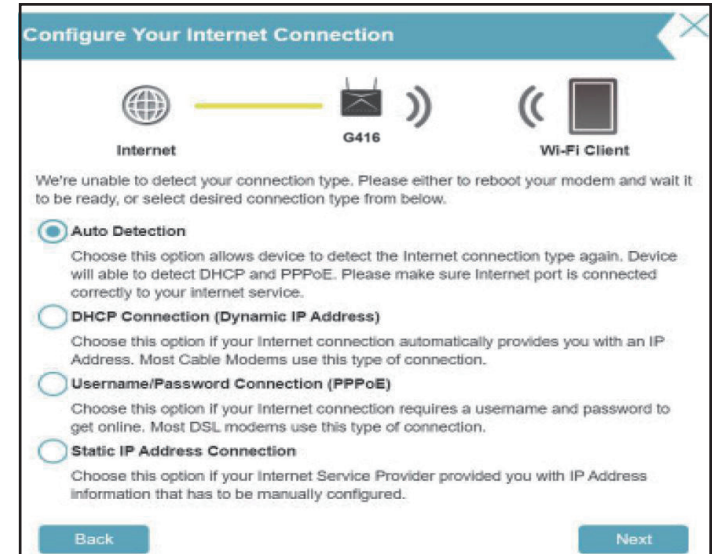 Configure Your Internet Connection
Internet
G416
Wi-Fi Client
We're unable to detect your connection type. Please either to reboot your modem and wait it
to be ready, or select desired connection type from below.
Auto Detection
Choose this option allows device to detect the Internet connection type again. Device
will able to detect DHCP and PPPoE. Please make sure Internet port is connected
correctly to your internet service.
DHCP Connection (Dynamic IP Address)
Choose this option if your Internet connection automatically provides you with an IP
Address. Most Cable Modems use this type of connection.
Username/Password Connection (PPPoE)
Choose this option if your Internet connection requires a username and password to
get online. Most DSL modems use this type of connection.
Static IP Address Connection
Choose this option if your Internet Service Provider provided you with IP Address
information that has to be manually configured.
Back
Next